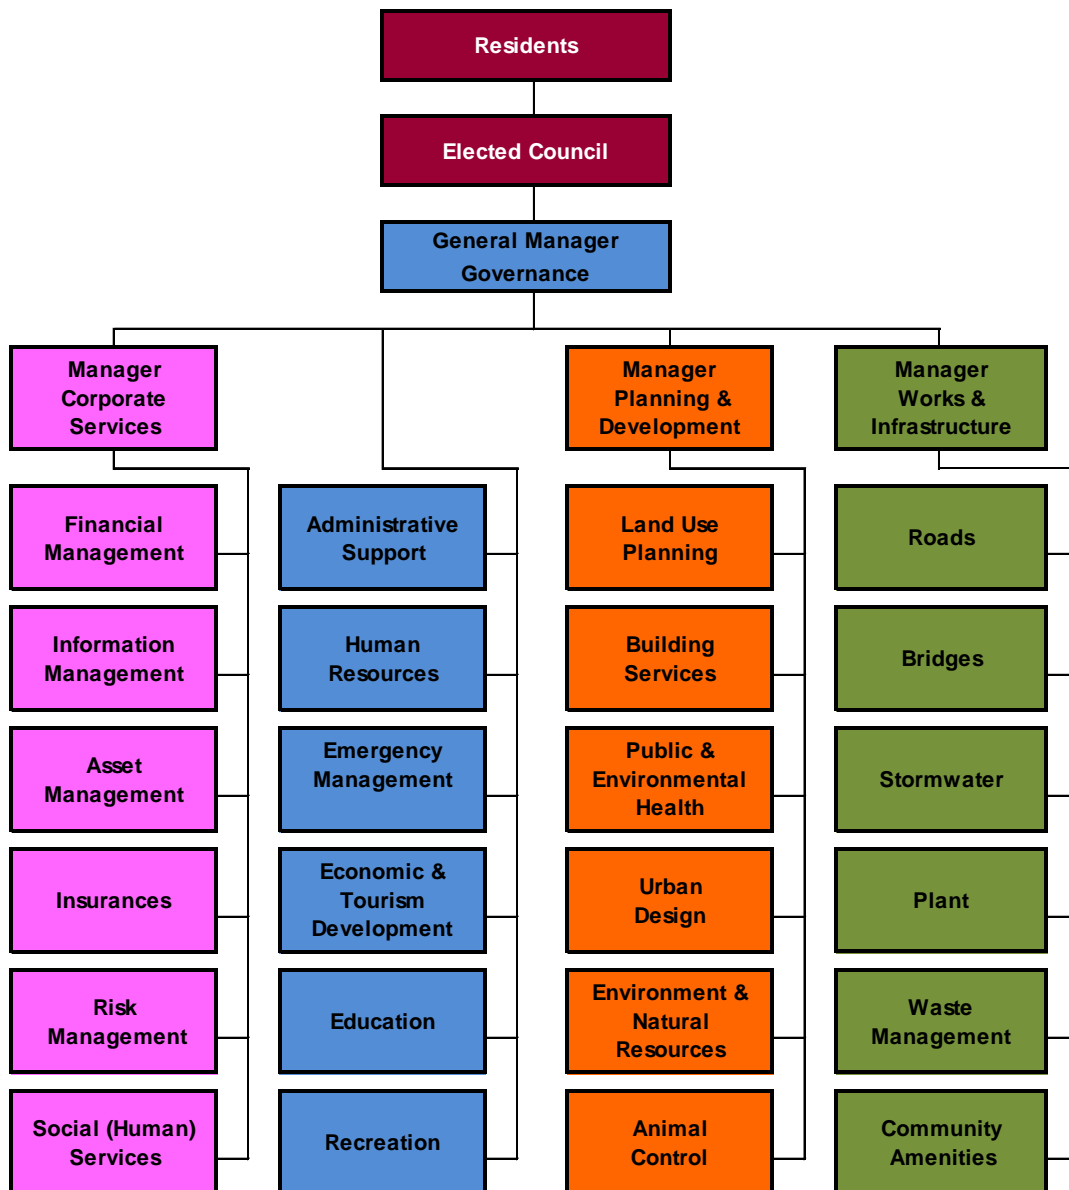 Residents
Elected Council
General Manager
Governance
Manager
Corporate
Services
Manager
Planning &
Development
Manager
Works &
Infrastructure
Financial
Management
Administrative
Support
Land Use
Planning
Roads
Information
Management
Human
Resources
Building
Services
Bridges
Asset
Management
Emergency
Management
Public &
Environmental
Health
Stormwater
Insurances
Economic &
Tourism
Development
Urban
Design
Plant
Risk
Management
Education
Environment &
Natural
Resources
Waste
Management
Social (Human)
Services
Recreation
Animal
Control
Community
Amenities